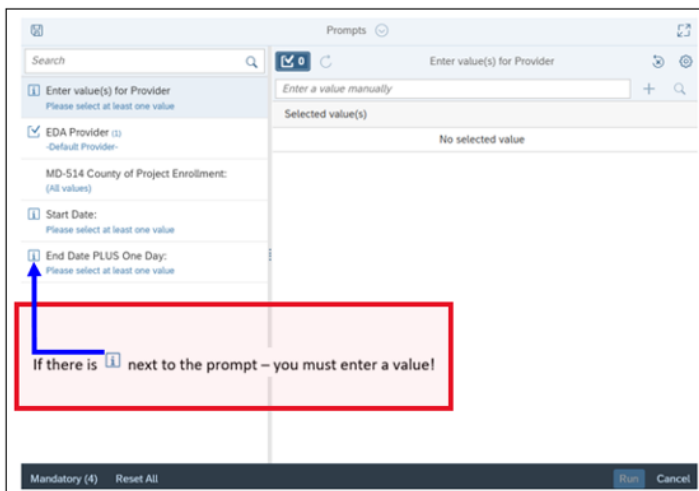 Prompts
Search
0
Enter value(s) for Provider
Enter value(s) for Provider
Please select at least one value
Enter a value manually
Selected value(s)
EDA Provider (1)
-Default Provider-
No selected value
MD-514 County of Project Enrollment:
(All values)
Start Date:
Please select at least one value
End Date PLUS One Day:
Please select at least one value
If there is i next to the prompt – you must enter a value!
Mandatory (4) Reset All
Run Cancel